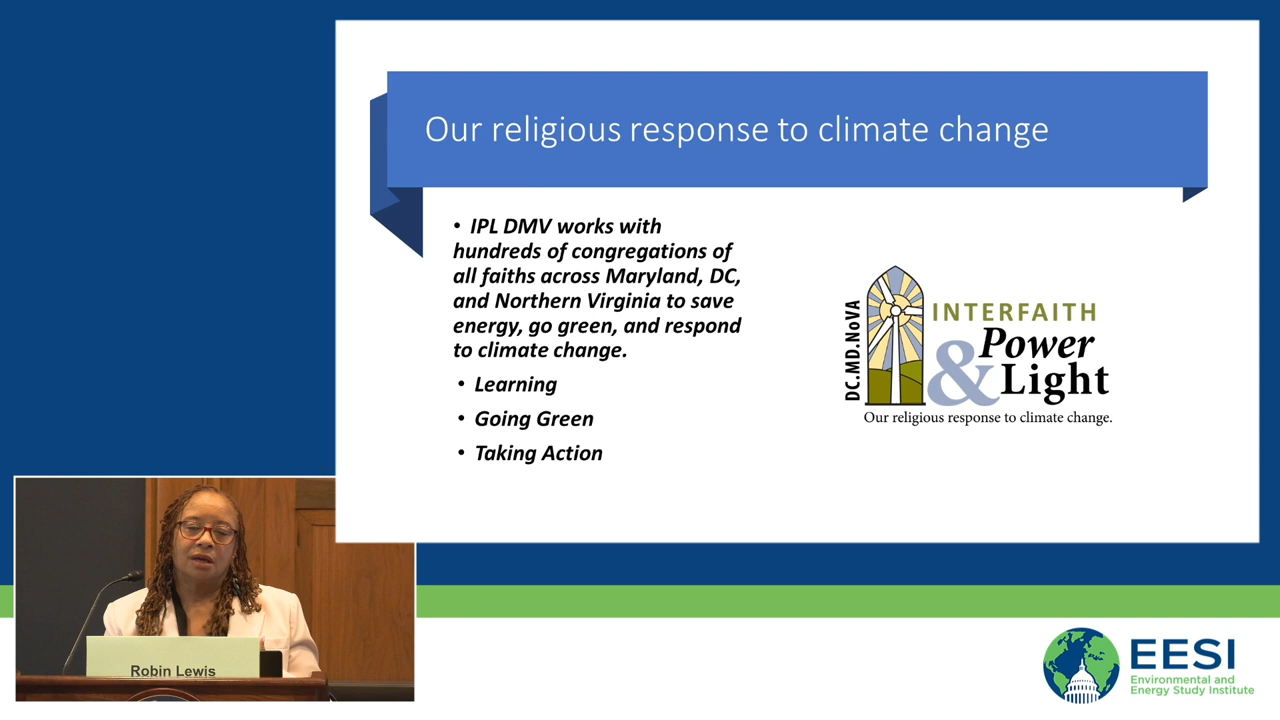 Our religious response to climate change
• IPL DMV works with
hundreds of congregations of
all faiths across Maryland, DC,
and Northern Virginia to save
energy, go green, and respond
to climate change.
• Learning
• Going Green
• Taking Action
DC.MD.NoVA
INTERFAITH
Power
& Light
Our religious response to climate change.
Robin Lewis
EESI
Environmental and
Energy Study Institute